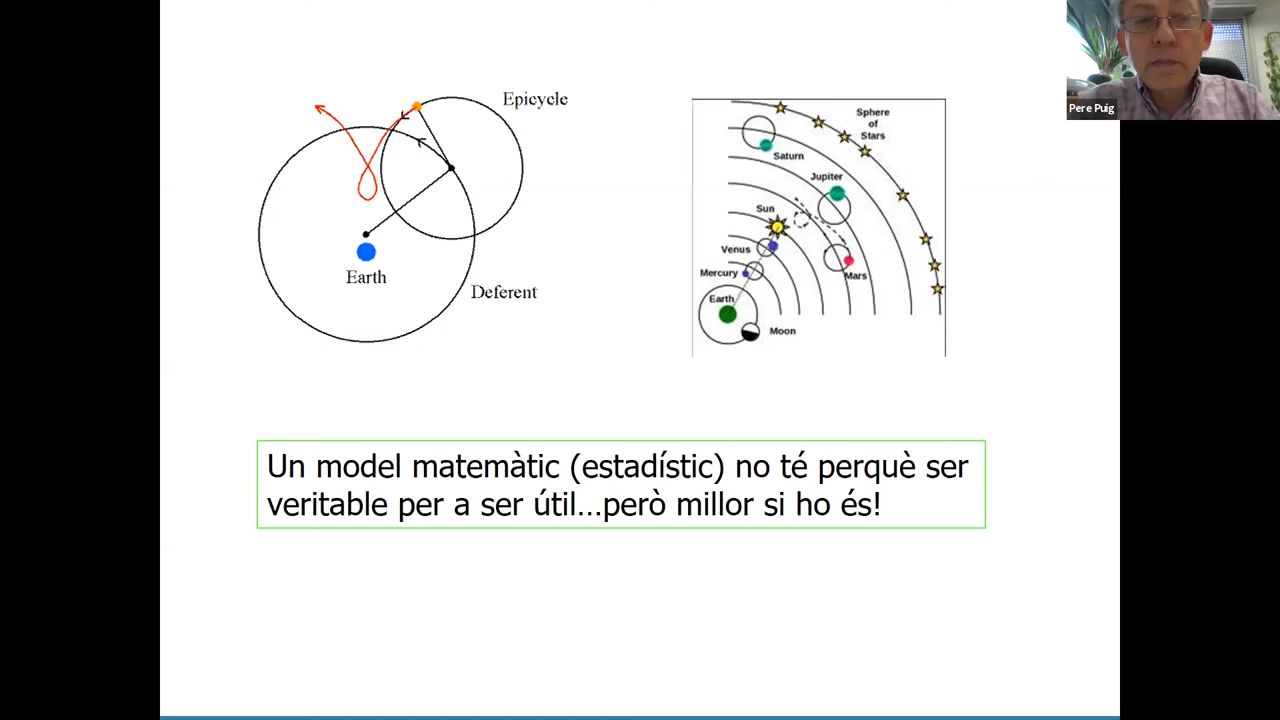 Pere Puig
Epicycle
Earth
Deferent
Sphere
of
Stars
Saturn
Jupiter
Sun
Venus
Mercury
Mars
Earth
Moon
Un model matemàtic (estadístic) no té perquè ser
veritable per a ser útil...però millor si ho és!